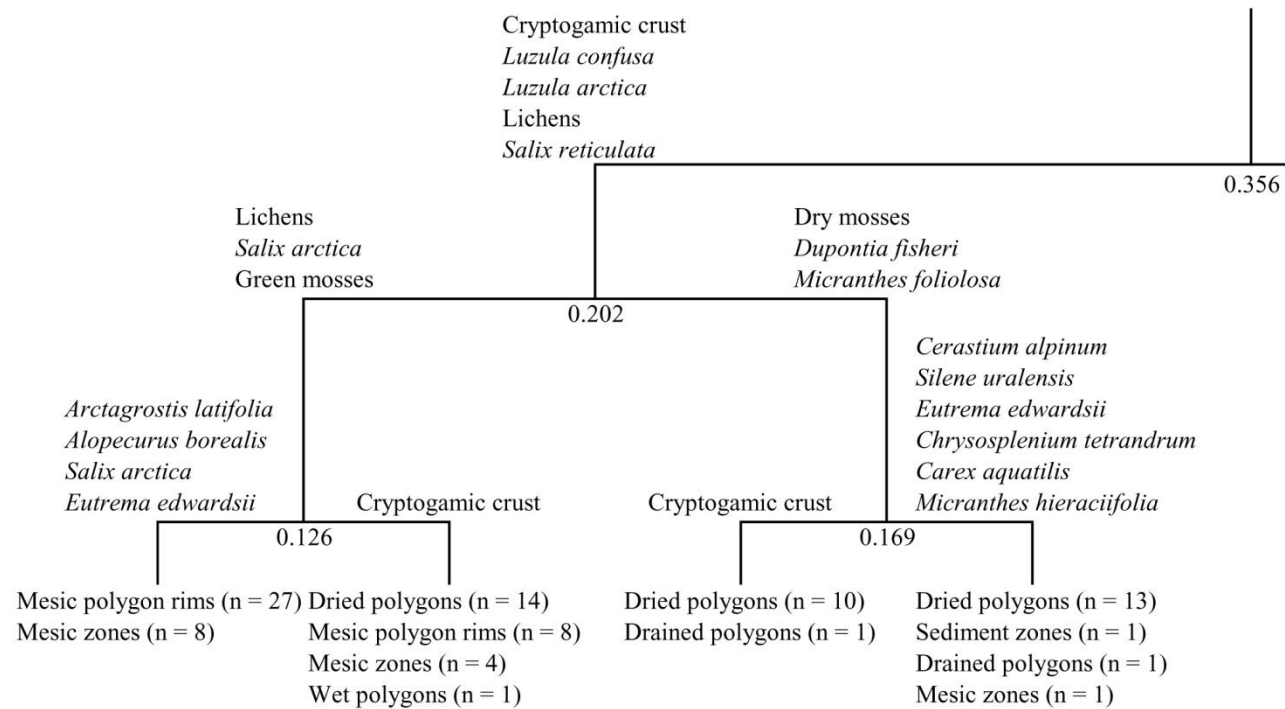 Cryptogamic crust
Luzula confusa
Luzula arctica
Lichens
Salix reticulata
0.356
Lichens
Salix arctica
Green mosses
Dry mosses
Dupontia fisheri
Micranthes foliolosa
0.202
Arctagrostis latifolia
Alopecurus borealis
Salix arctica
Eutrema edwardsii
Cryptogamic crust
0.126
Cryptogamic crust
Cerastium alpinum
Silene uralensis
Eutrema edwardsii
Chrysosplenium tetrandrum
Carex aquatilis
Micranthes hieraciifolia
0.169
Mesic polygon rims (n = 27)
Mesic zones (n = 8)
Dried polygons (n = 14)
Mesic polygon rims (n = 8)
Mesic zones (n = 4)
Wet polygons (n = 1)
Dried polygons (n = 10)
Drained polygons (n = 1)
Dried polygons (n = 13)
Sediment zones (n = 1)
Drained polygons (n = 1)
Mesic zones (n = 1)